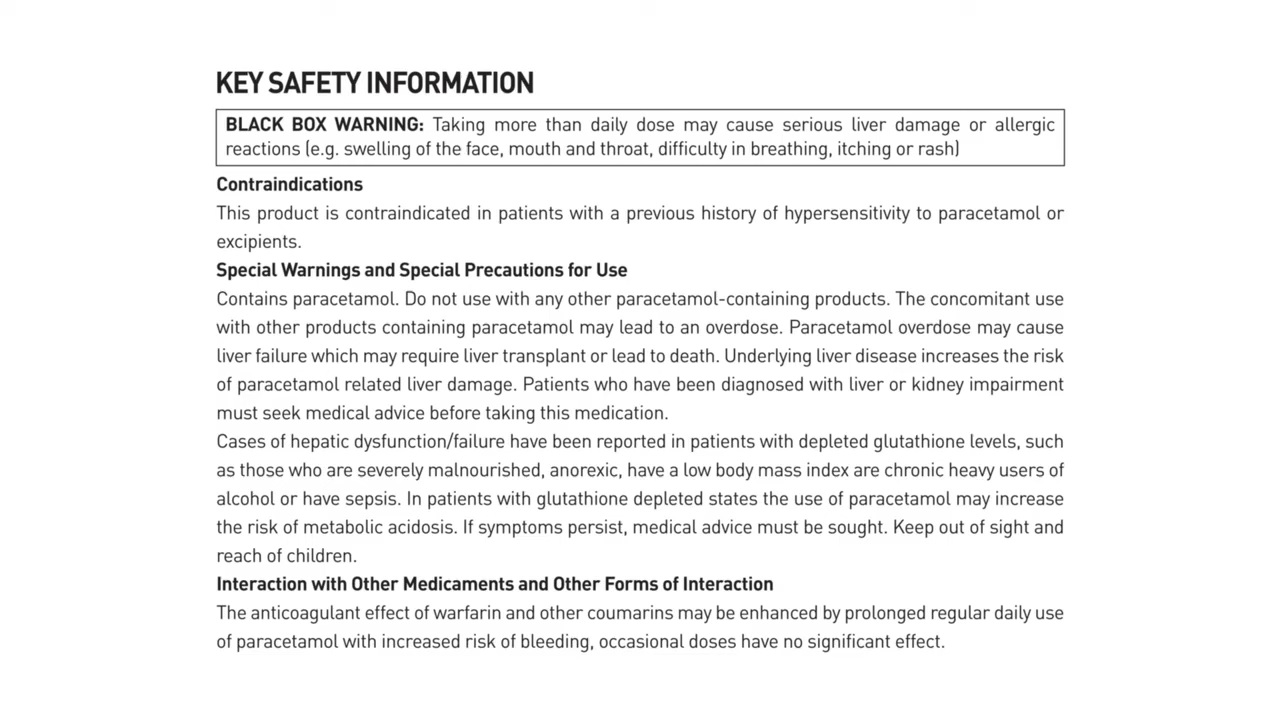 KEY SAFETY INFORMATION
BLACK BOX WARNING: Taking more than daily dose may cause serious liver damage or allergic
reactions (e.g. swelling of the face, mouth and throat, difficulty in breathing, itching or rash)
Contraindications
This product is contraindicated in patients with a previous history of hypersensitivity to paracetamol or
excipients.
Special Warnings and Special Precautions for Use
Contains paracetamol. Do not use with any other paracetamol-containing products. The concomitant use
with other products containing paracetamol may lead to an overdose. Paracetamol overdose may cause
liver failure which may require liver transplant or lead to death. Underlying liver disease increases the risk
of paracetamol related liver damage. Patients who have been diagnosed with liver or kidney impairment
must seek medical advice before taking this medication.
Cases of hepatic dysfunction/failure have been reported in patients with depleted glutathione levels, such
as those who are severely malnourished, anorexic, have a low body mass index are chronic heavy users of
alcohol or have sepsis. In patients with glutathione depleted states the use of paracetamol may increase
the risk of metabolic acidosis. If symptoms persist, medical advice must be sought. Keep out of sight and
reach of children.
Interaction with Other Medicaments and Other Forms of Interaction
The anticoagulant effect of warfarin and other coumarins may be enhanced by prolonged regular daily use
of paracetamol with increased risk of bleeding, occasional doses have no significant effect.